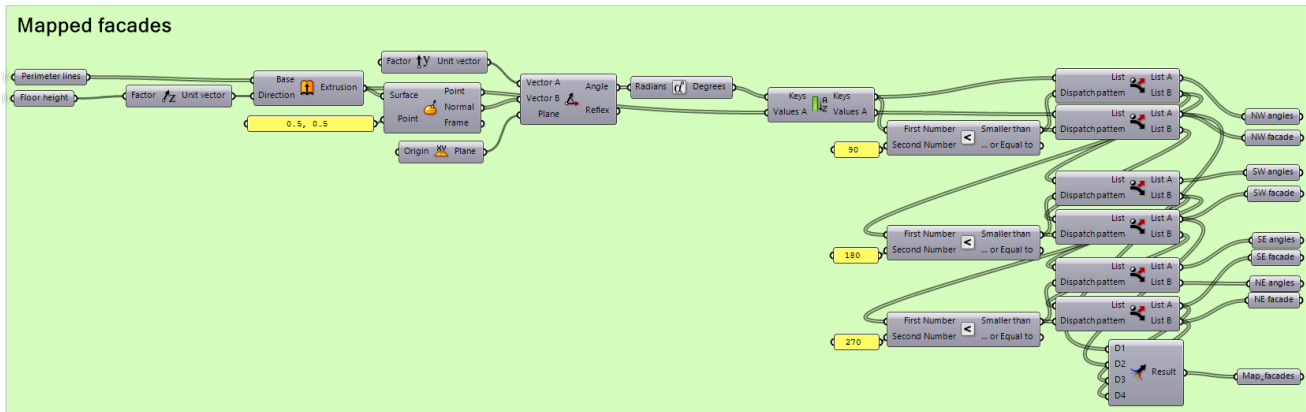 Mapped facades
Perimeter lines
Floor height
Factor Unit vector
Base
Direction
Extrusion
0.5, 0.5
Factor Unit vector
Surface
Point
Point
Normal
Frame
Origin Plane
Vector A
Vector B
Plane
Angle
Reflex
Radians Degrees
Keys
Values A
Keys
Values A
90
First Number
Second Number
Smaller than
... or Equal to
180
First Number
Second Number
Smaller than
... or Equal to
270
First Number
Second Number
Smaller than
... or Equal to
List
Dispatch pattern
List A
List B
List
Dispatch pattern
List A
List B
List
Dispatch pattern
List A
List B
List
Dispatch pattern
List A
List B
List
Dispatch pattern
List A
List B
List
Dispatch pattern
List A
List B
D1
D2
D3
D4
Result
NW angles
NW facade
SW angles
SW facade
SE angles
SE facade
NE angles
NE facade
Map_facades